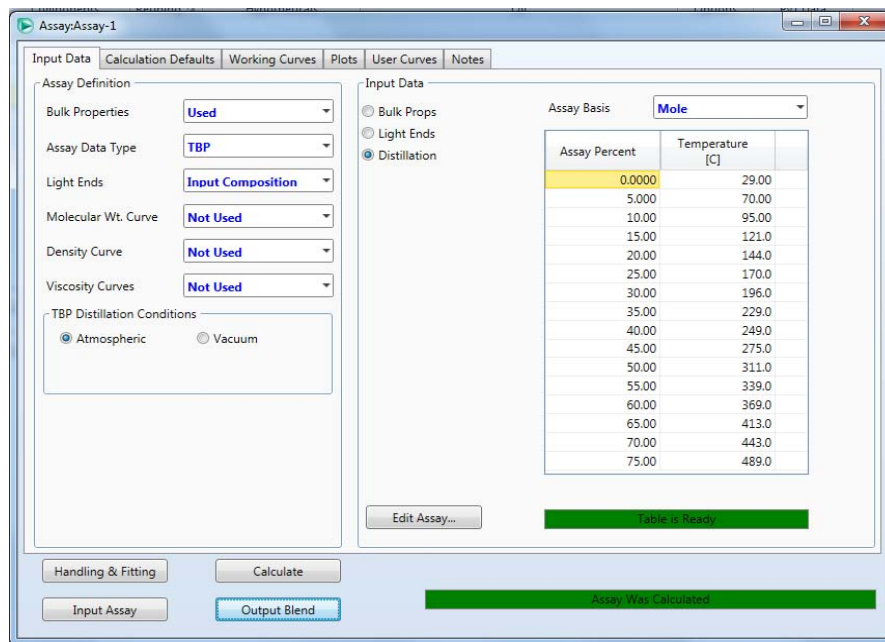 Assay:Assay-1
Input Data Calculation Defaults Working Curves Plots User Curves Notes
Assay Definition
Bulk Properties Used
Assay Data Type TBP
Light Ends Input Composition
Molecular Wt. Curve Not Used
Density Curve Not Used
Viscosity Curves Not Used
TBP Distillation Conditions
Atmospheric Vacuum
Input Data
Bulk Props
Light Ends
Distillation
Assay Basis Mole
Assay Percent Temperature [C]
0.0000 29.00
5.000 70.00
10.00 95.00
15.00 121.0
20.00 144.0
25.00 170.0
30.00 196.0
35.00 229.0
40.00 249.0
45.00 275.0
50.00 311.0
55.00 339.0
60.00 369.0
65.00 413.0
70.00 443.0
75.00 489.0
Edit Assay... Table is Ready
Handling & Fitting Calculate
Input Assay Output Blend
Assay Was Calculated